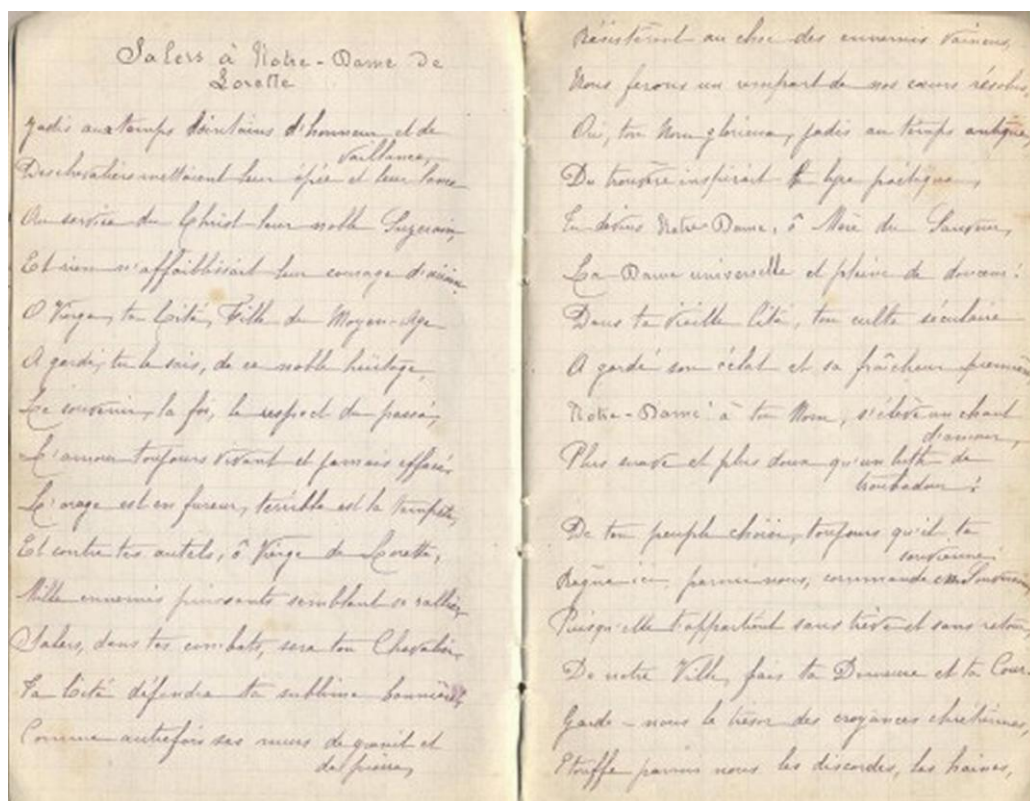 Salers à Notre-Dame de
Lorette
Jadis aux temps lointains d'honneur et de
vaillance,
Des chevaliers mettaient leur épée et leur lance
Au service du Christ leur noble Suzerain,
Et rien n'affaiblissait leur courage d'airain.
O Vierge, ta Cité, Fille du Moyen-Age
A gardé, tu le sais, de ce noble héritage,
Le souvenir, la foi, le respect du passé,
L'amour toujours vivant et jamais effacé.
L'orage est en fureur, terrible est la tempête,
Et contre tes autels, ô Vierge de Lorette,
Mille ennemis puissants semblent se rallier,
Salers, dans tes combats, sera ton Chevalier,
Ta Cité défendra ta sublime bannière,
Comme autrefois ses murs de granit et
de pierre,
Résistèrent au choc des ennemis vaincus,
Nous ferons un rempart de nos cœurs résolus,
Oui, ton Nom glorieux, jadis au temps antique,
Du trouvère inspirait la lyre poétique,
Tu devins Notre-Dame, ô Mère du Sauveur,
La Dame universelle et pleine de douceur!
Dans ta vieille Cité, ton culte séculaire
A gardé son éclat et sa fraîcheur première
Notre-Dame! à ton Nom, s'élève un chant
d'amour,
Plus suave et plus doux qu'un luth de
troubadour!
De ton peuple choisi, toujours qu'il te
souvienne!
Règne ici, parmi nous, commande en Souveraine
Puisqu'elle t'appartient sans trève et sans retour
De notre Ville, fais ta Demeure et ta Cour.
Garde-nous le trésor des croyances chrétiennes,
Etouffe parmi nous les discordes, les haines,